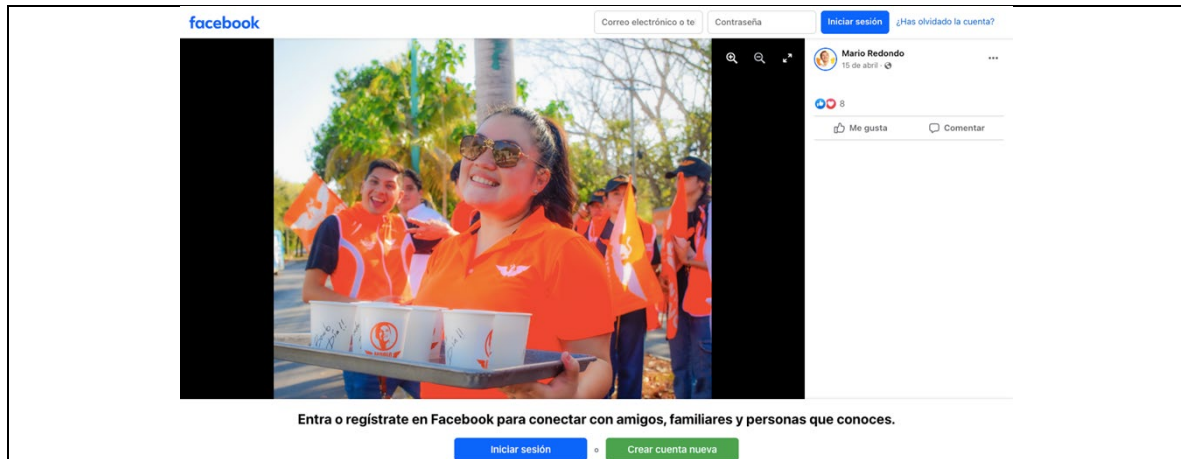 facebook
Correo electrónico o te
Contraseña
Iniciar sesión
¿Has olvidado la cuenta?
Mario Redondo
15 de abril ·
8
Me gusta
Comentar
Entra o regístrate en Facebook para conectar con amigos, familiares y personas que conoces.
Iniciar sesión
o
Crear cuenta nueva